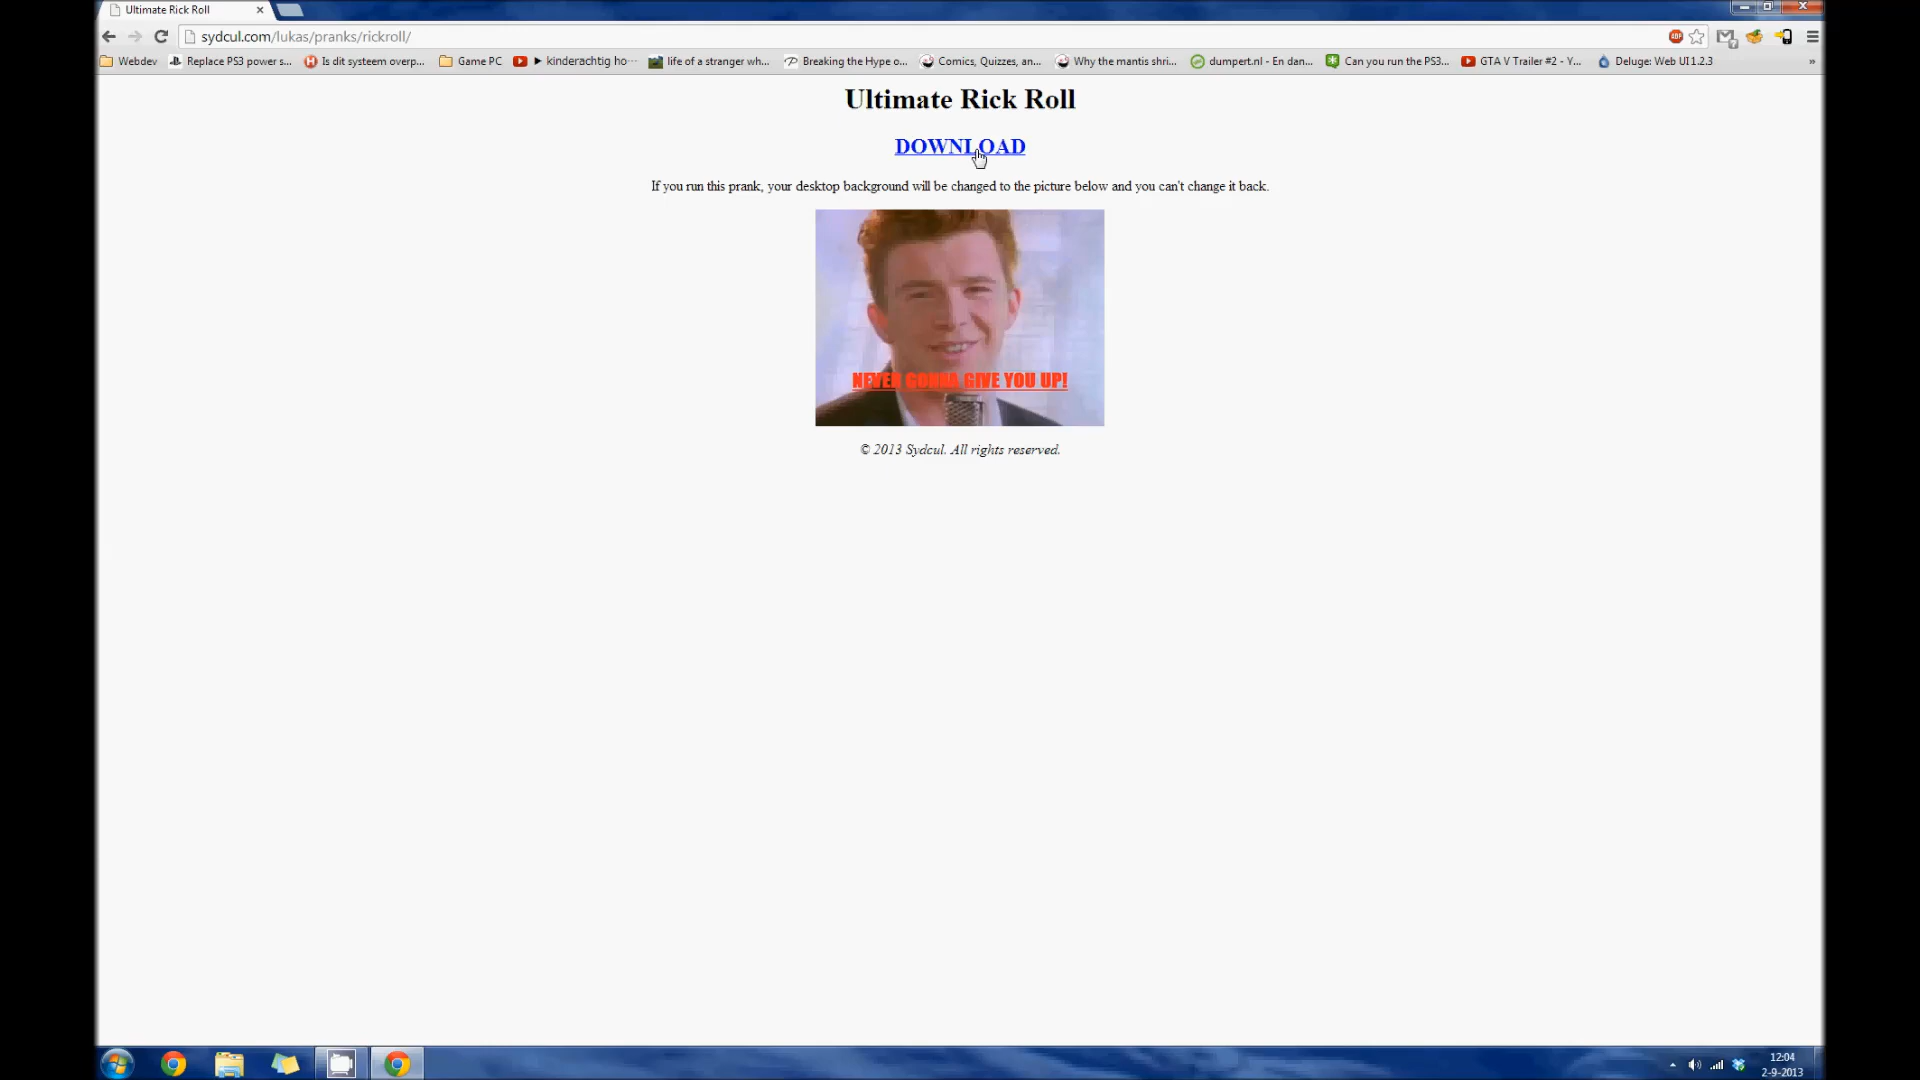 Ultimate Rick Roll
sydcul.com/lukas/pranks/rickroll/
Webdev Replace PS3 power s... Is dit systeem overp... Game PC ► kinderachtig ho... life of a stranger wh... Breaking the Hype o... Comics, Quizzes, an... Why the mantis shri... dumpert.nl - En dan... Can you run the PS3... GTA V Trailer #2 - Y... Deluge: Web UI 1.2.3 »
Ultimate Rick Roll
DOWNLOAD
If you run this prank, your desktop background will be changed to the picture below and you can't change it back.
NEVER GONNA GIVE YOU UP!
© 2013 Sydcul. All rights reserved.
12:04
2-9-2013